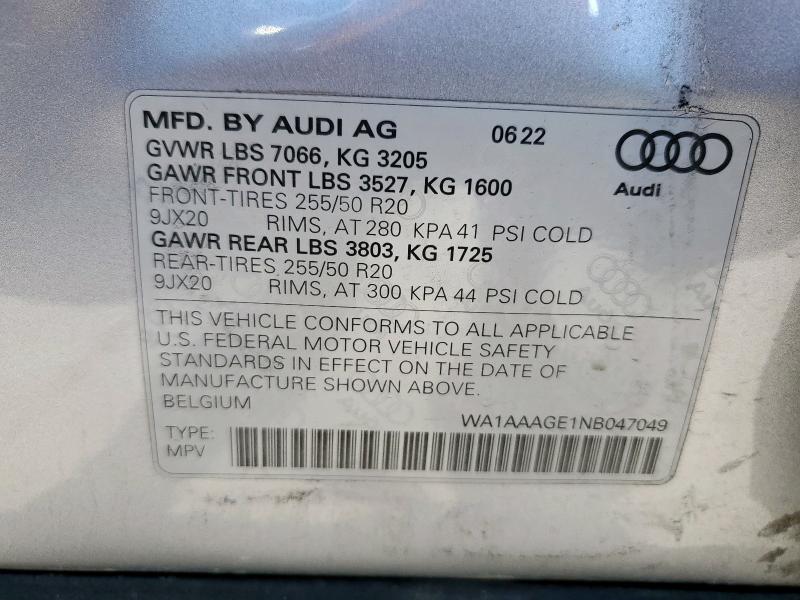 MFD. BY AUDI AG 0622
GVWR LBS 7066, KG 3205
GAWR FRONT LBS 3527, KG 1600
FRONT-TIRES 255/50 R20
9JX20 RIMS, AT 280 KPA 41 PSI COLD
GAWR REAR LBS 3803, KG 1725
REAR-TIRES 255/50 R20
9JX20 RIMS, AT 300 KPA 44 PSI COLD
Audi
THIS VEHICLE CONFORMS TO ALL APPLICABLE
U.S. FEDERAL MOTOR VEHICLE SAFETY
STANDARDS IN EFFECT ON THE DATE OF
MANUFACTURE SHOWN ABOVE.
BELGIUM
WA1AAAGE1NB047049
TYPE:
MPV